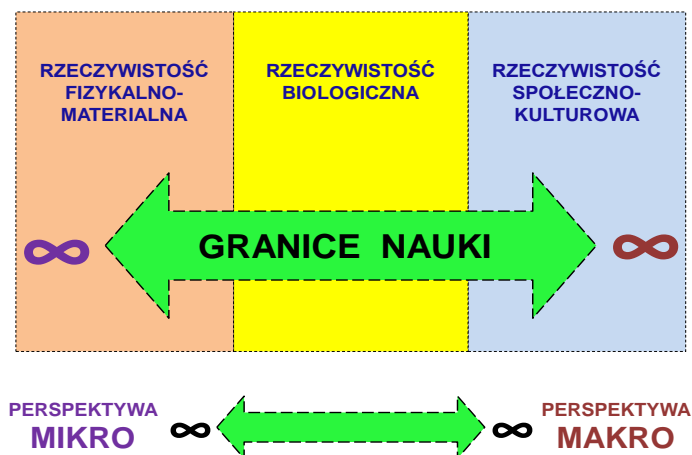 RZECZYWISTOŚĆ
FIZYKALNO-
MATERIALNA
RZECZYWISTOŚĆ
BIOLOGICZNA
RZECZYWISTOŚĆ
SPOŁECZNO-
KULTUROWA
∞
GRANICE NAUKI
∞
PERSPEKTYWA
MIKRO
∞
∞
PERSPEKTYWA
MAKRO